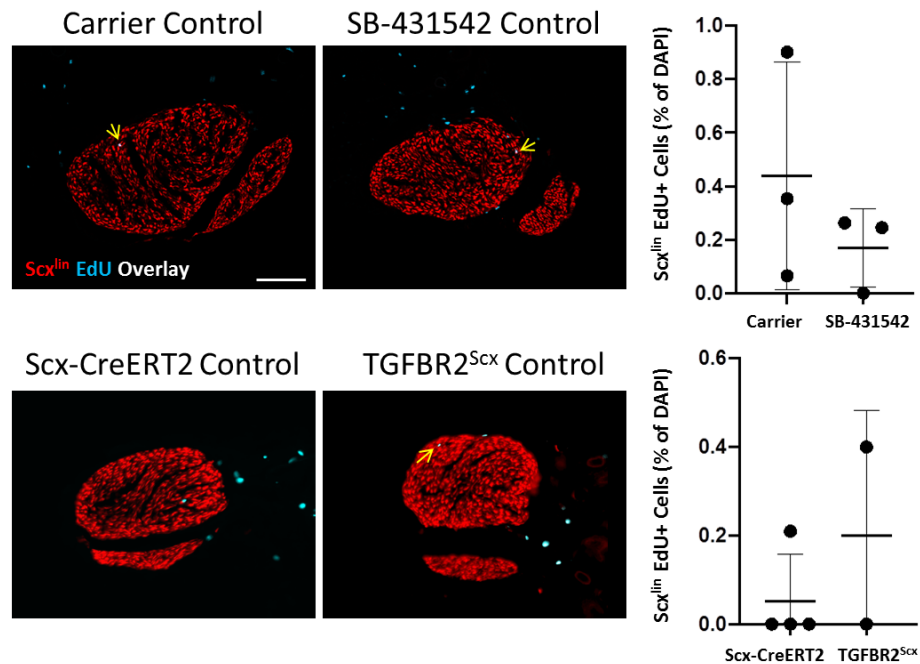 Carrier Control
SB-431542 Control
Scxlin EdU Overlay
Scxlin EdU+ Cells (% of DAPI)
1.0
0.8
0.6
0.4
0.2
0.0
Carrier
SB-431542
Scx-CreERT2 Control
TGFBR2Scx Control
Scxlin EdU+ Cells (% of DAPI)
0.6
0.4
0.2
0.0
Scx-CreERT2
TGFBR2Scx